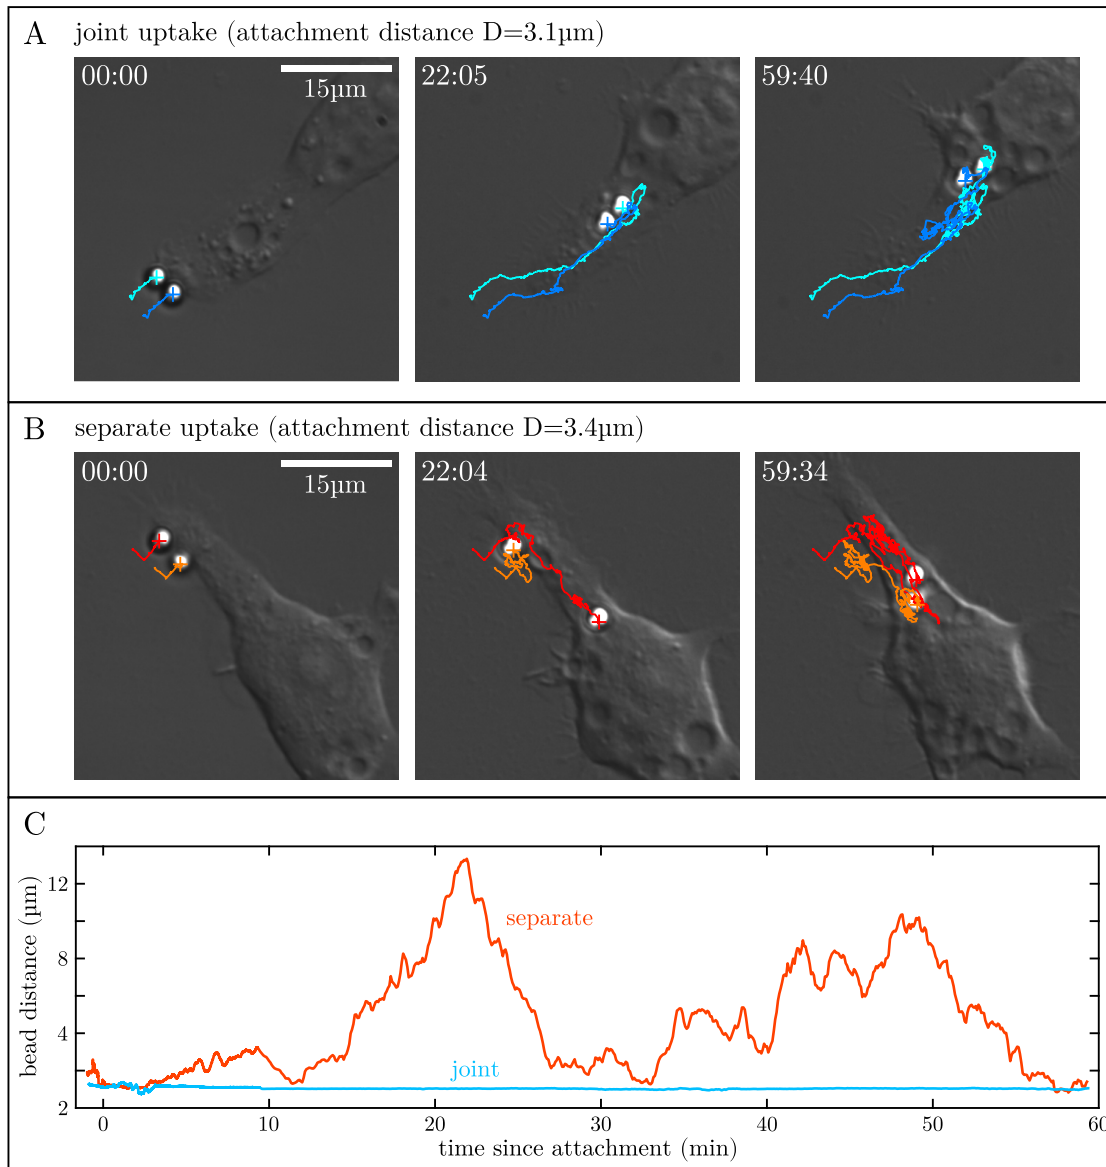 A joint uptake (attachment distance D=3.1µm)
00:00
15µm
22:05
59:40
B separate uptake (attachment distance D=3.4µm)
00:00
15µm
22:04
59:34
C
bead distance (µm)
12
8
4
2
separate
joint
0 10 20 30 40 50 60
time since attachment (min)